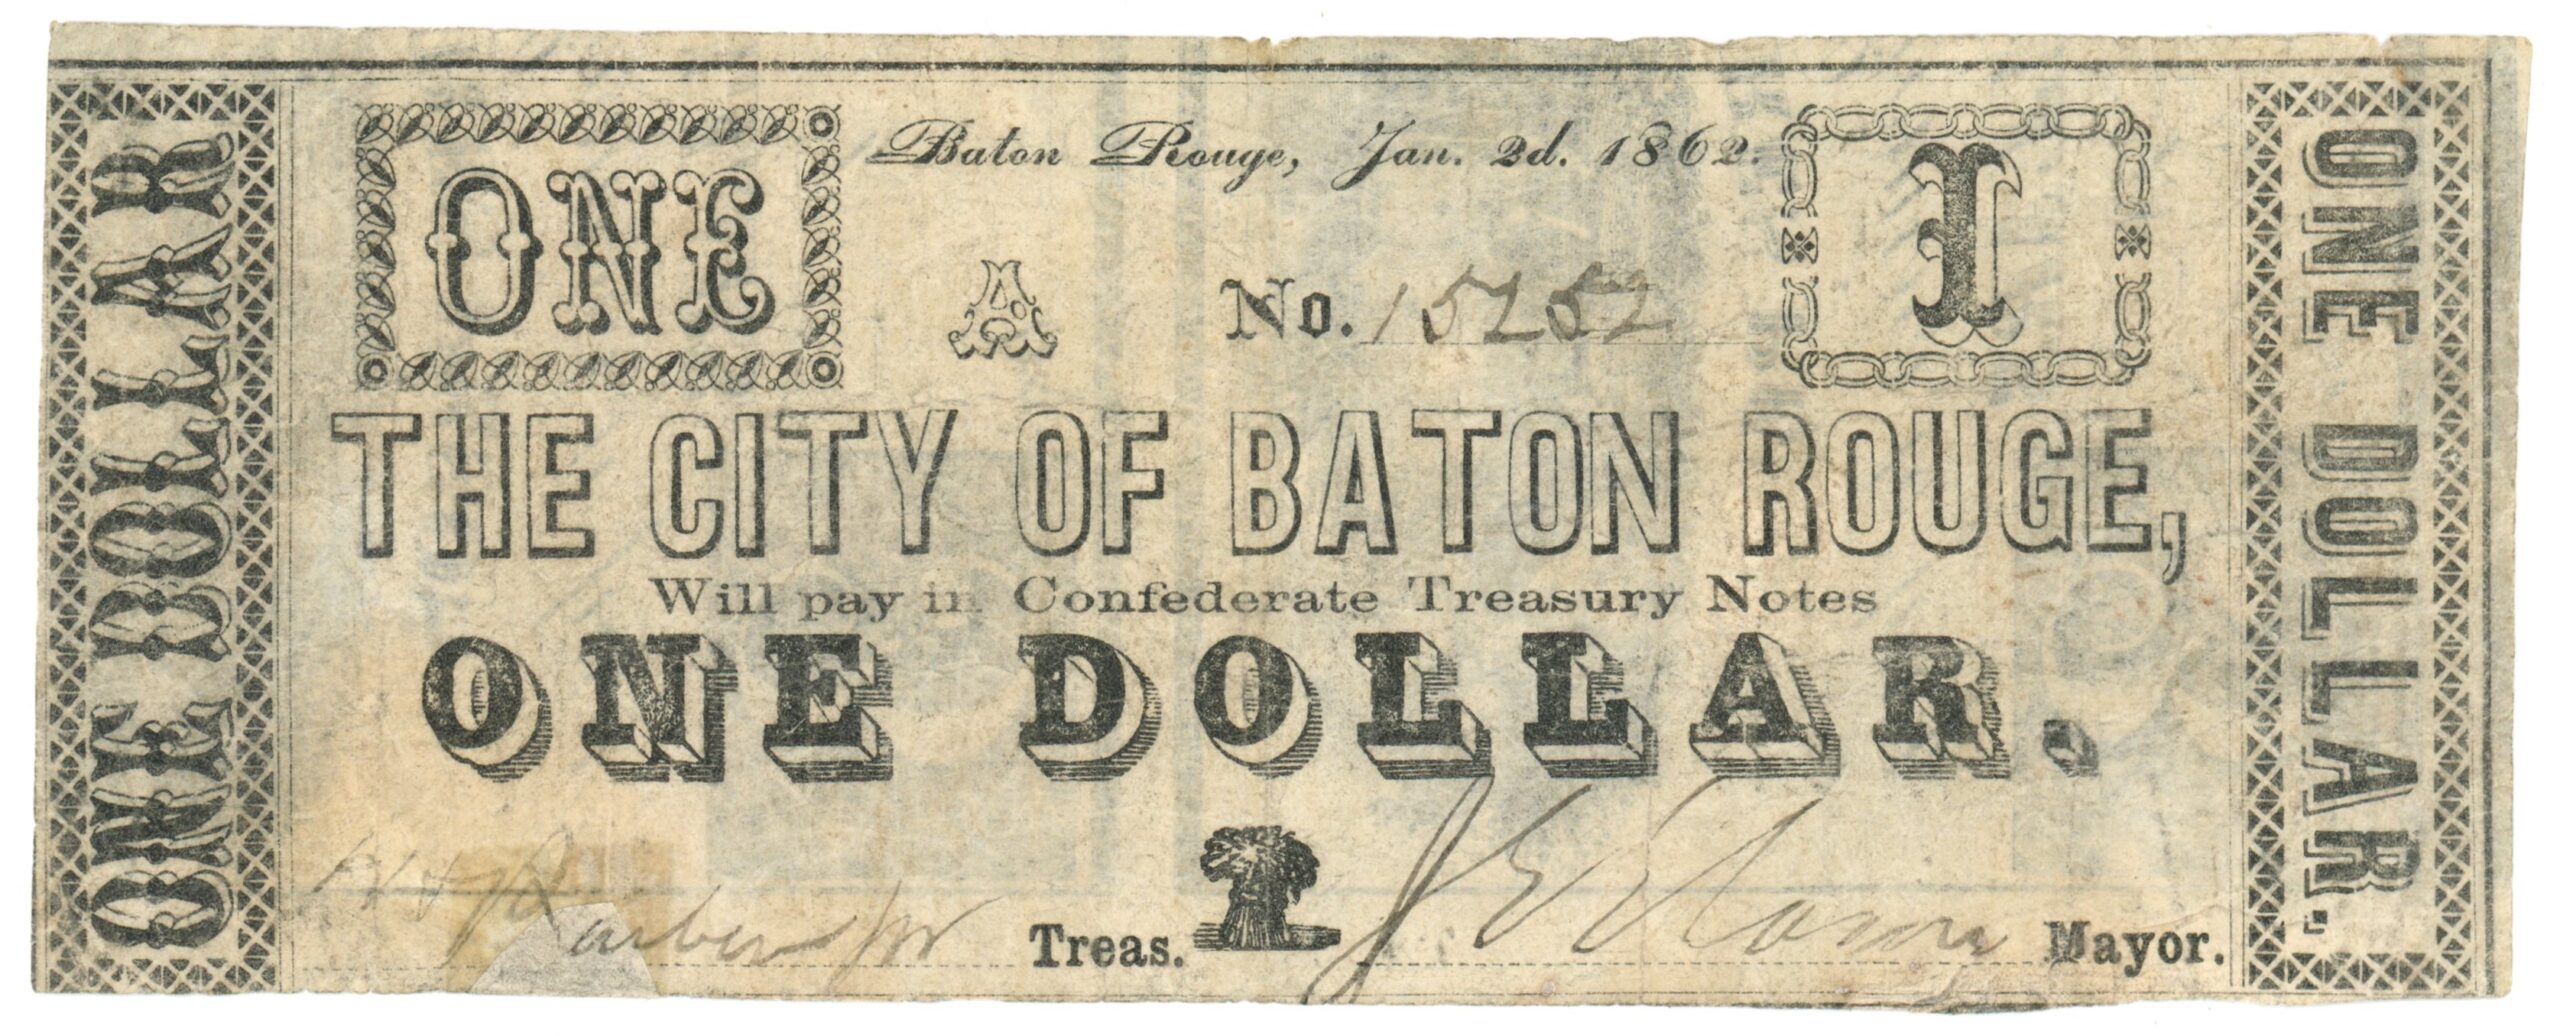 ONE DOLLAR
ONE
Baton Rouge, Jan. 2d. 1862.
1
A
No. 15252
THE CITY OF BATON ROUGE,
Will pay in Confederate Treasury Notes
ONE DOLLAR.
Treas.
Mayor.
ONE DOLLAR.